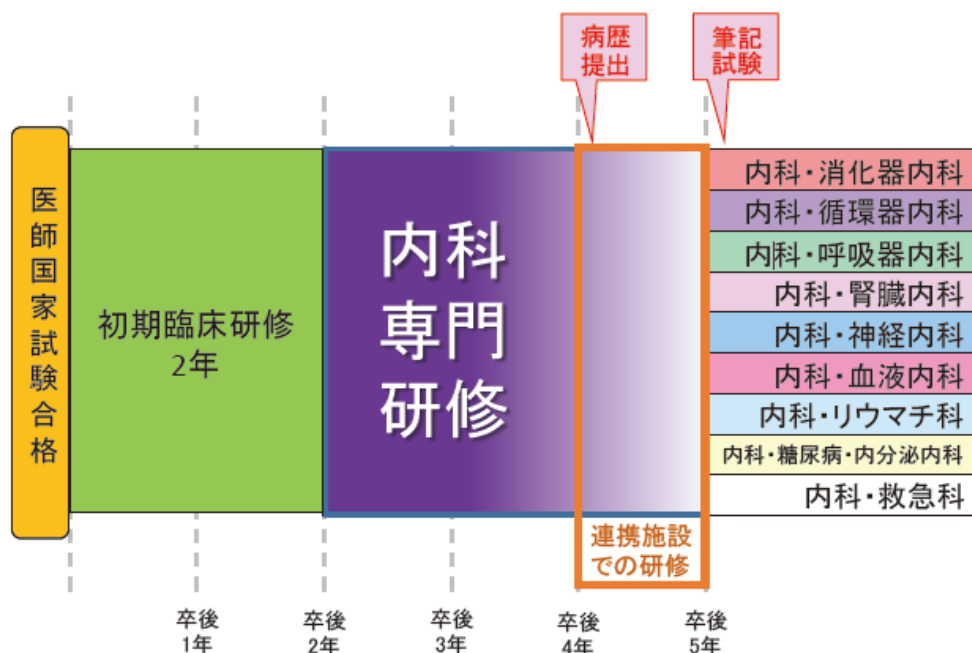 病歴
提出
筆記
試験
医師国家試験合格
初期臨床研修
2年
内科
専門
研修
内科・消化器内科
内科・循環器内科
内科・呼吸器内科
内科・腎臓内科
内科・神経内科
内科・血液内科
内科・リウマチ科
内科・糖尿病・内分泌内科
内科・救急科
連携施設
での研修
卒後
1年
卒後
2年
卒後
3年
卒後
4年
卒後
5年